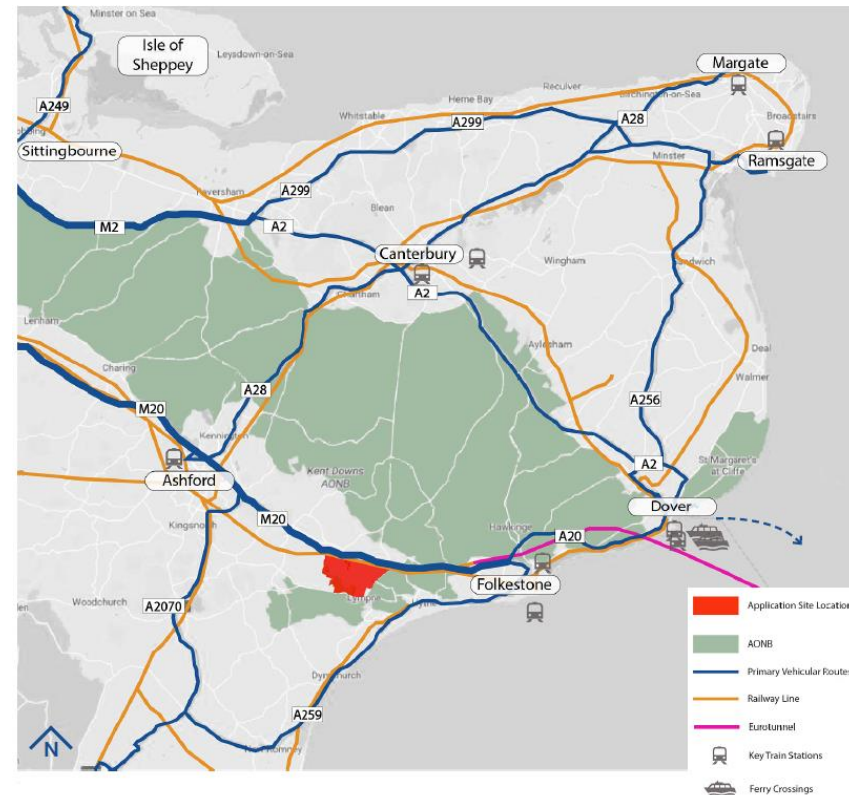 Minster on Sea
Isle of
Sheppey
Leysdown-on-Sea
Margate
A249
Herne Bay
Reculver
Whitstable
Broadstairs
A299
A28
Sittingbourne
Minster
Ramsgate
A299
Faversham
Blean
M2
A2
Canterbury
Wingham
Sandwich
Chartham
A2
Lenham
Aylesham
Deal
Charing
Walmer
A28
A256
M20
Kennington
St Margaret's
at Cliffe
A2
Kent Downs
AONB
Ashford
Dover
M20
Hawkinge
Kingsnorth
A20
Folkestone
Woodchurch
A2070
Lympne
Hythe
Application Site Location
AONB
Dymchurch
Primary Vehicular Routes
A259
Railway Line
N
Eurotunnel
Key Train Stations
Ferry Crossings